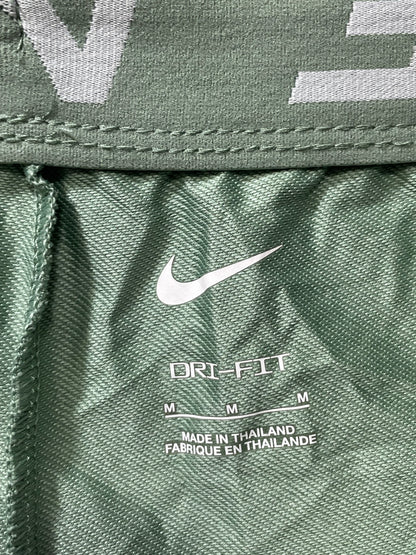 DRI-FIT
M M M
MADE IN THAILAND
FABRIQUE EN THAILANDE